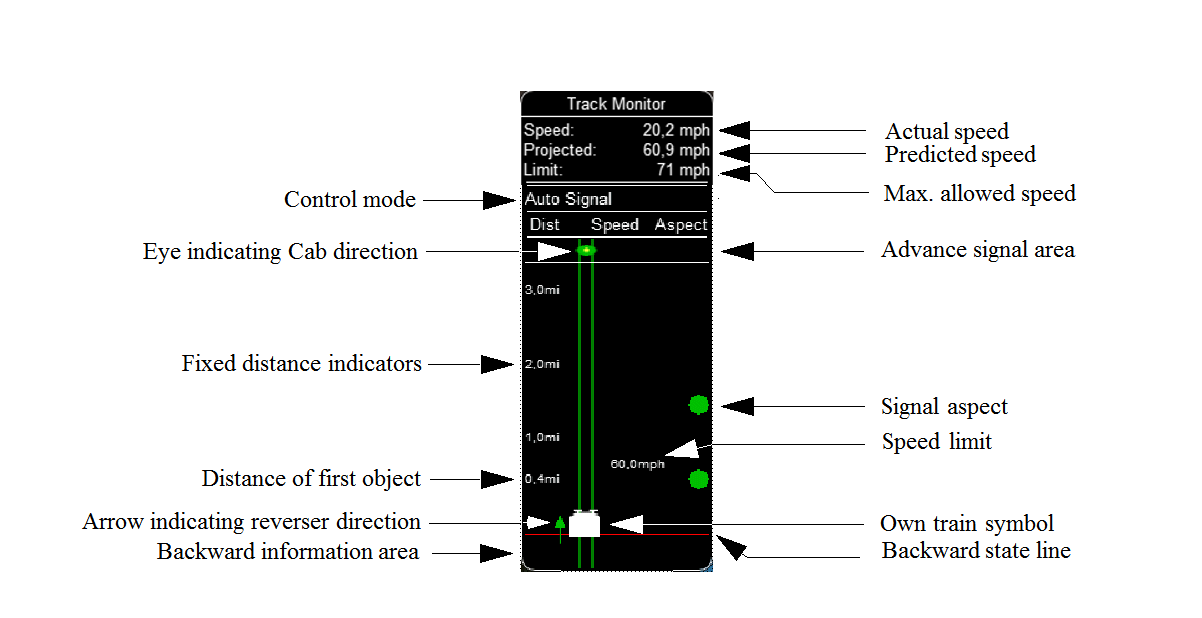 Track Monitor
Speed: 20,2 mph
Actual speed
Projected: 60,9 mph
Predicted speed
Limit: 71 mph
Max. allowed speed
Control mode
Auto Signal
Dist Speed Aspect
Eye indicating Cab direction
Advance signal area
3,0mi
Fixed distance indicators
2,0mi
Signal aspect
1,0mi
Speed limit
60,0mph
Distance of first object
0,4mi
Arrow indicating reverser direction
Own train symbol
Backward information area
Backward state line